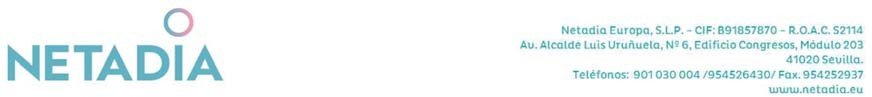 NETADIA
Netadia Europa, S.L.P. - CIF: B91857870 - R.O.A.C. S2114
Av. Alcalde Luis Uruñuela, Nº 6, Edificio Congresos, Módulo 203
41020 Sevilla.
Teléfonos: 901 030 004 /954526430/ Fax. 954252937
www.netadia.eu